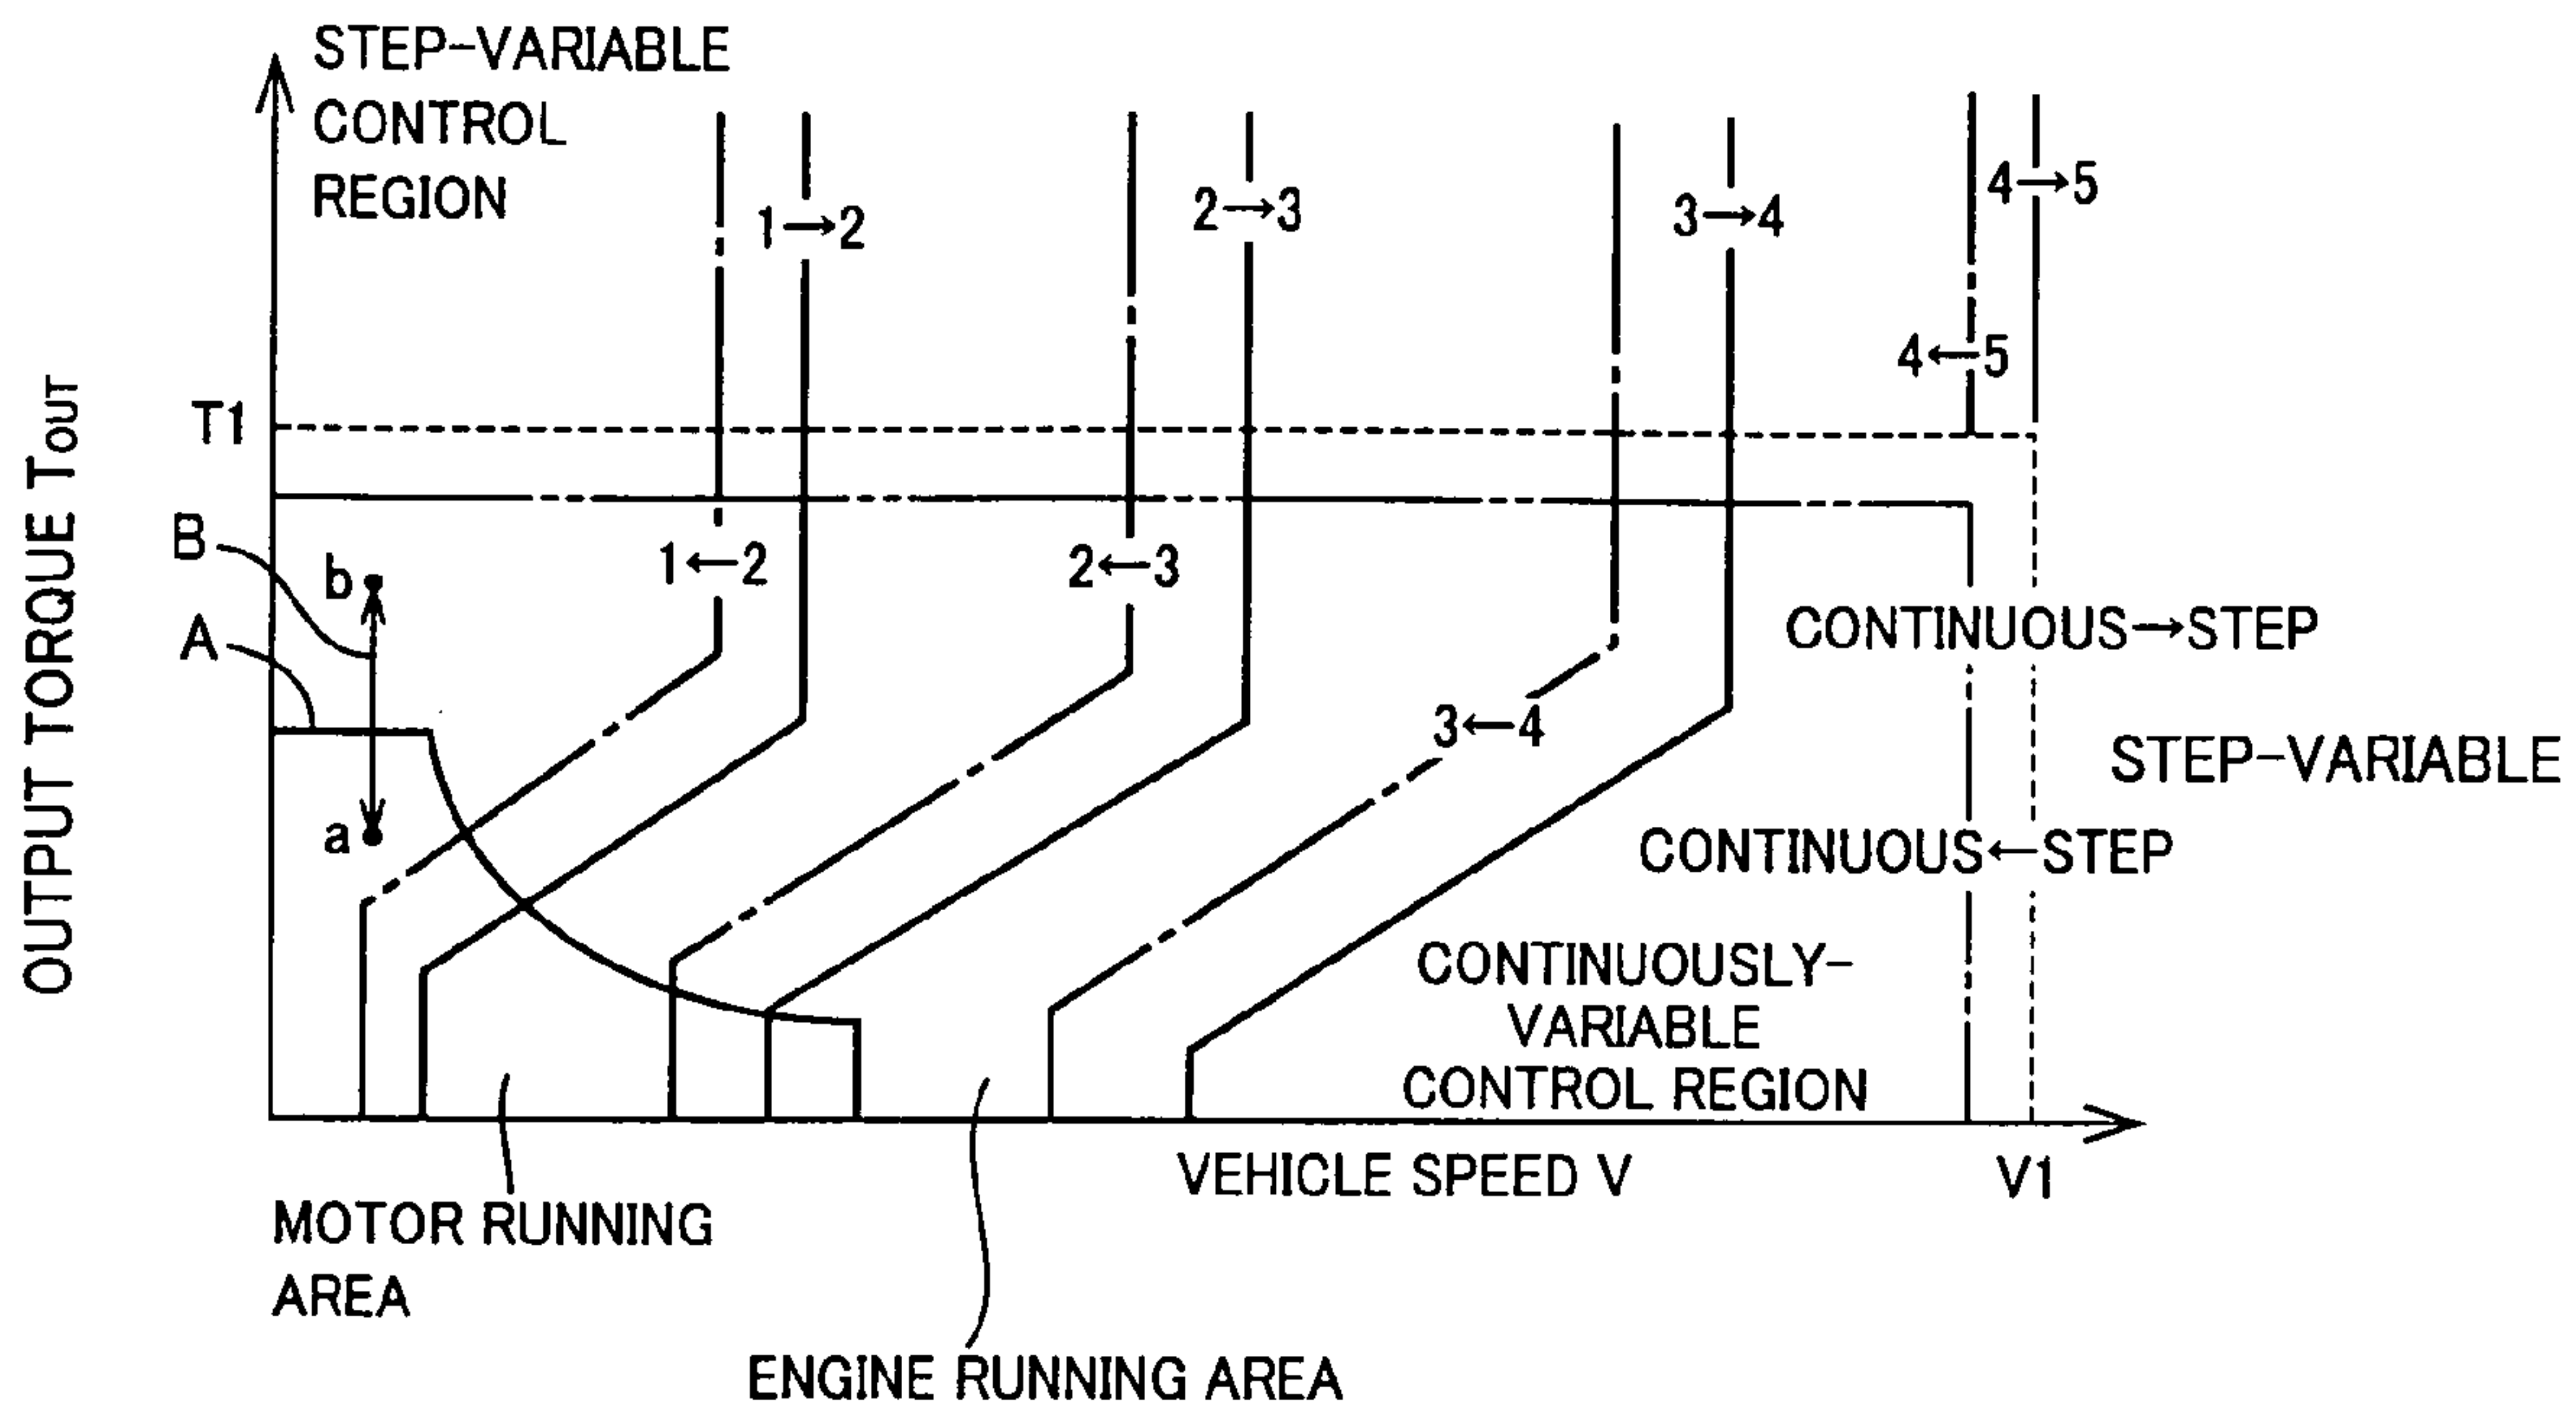 STEP-VARIABLE
CONTROL
REGION
1→2
2→3
3→4
4→5
4←5
T1
OUTPUT TORQUE TOUT
B
b
1←2
2←3
A
CONTINUOUS→STEP
3←4
STEP-VARIABLE
a
CONTINUOUS←STEP
CONTINUOUSLY-
VARIABLE
CONTROL REGION
VEHICLE SPEED V
V1
MOTOR RUNNING
AREA
ENGINE RUNNING AREA